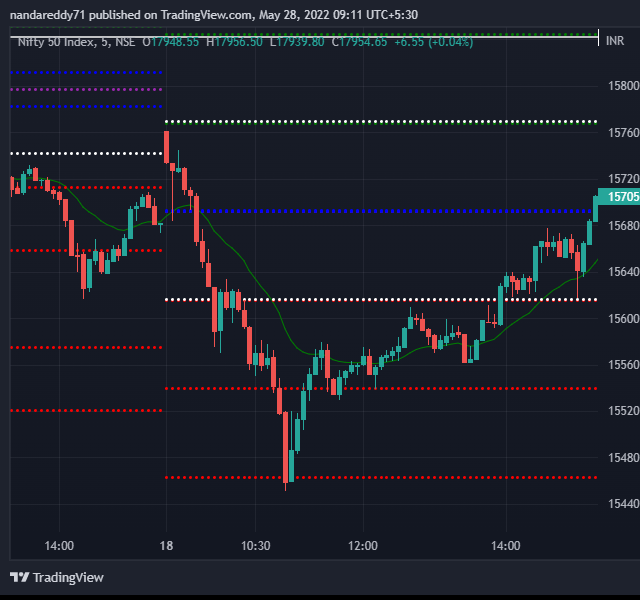 nandareddy71 published on TradingView.com, May 28, 2022 09:11 UTC+5:30
Nifty 50 Index, 5, NSE O17948.55 H17956.50 L17939.80 C17954.65 +6.55 (+0.04%)
INR
15800
15760
15720
15705
15680
15640
15600
15560
15520
15480
15440
14:00 18 10:30 12:00 14:00
TradingView